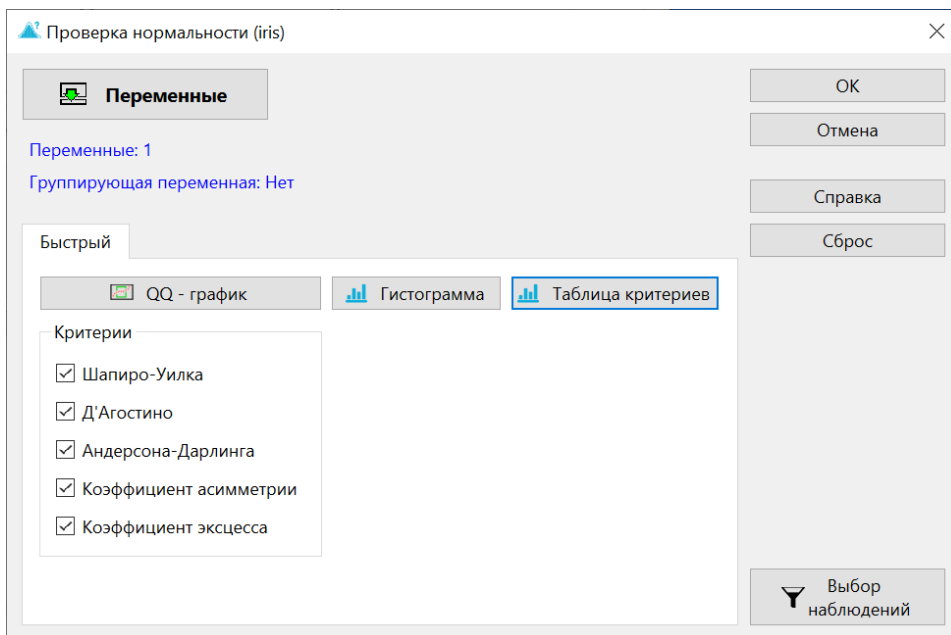 Проверка нормальности (iris)
Переменные
Переменные: 1
Группирующая переменная: Нет
Быстрый
QQ - график
Гистограмма
Таблица критериев
Критерии
Шапиро-Уилка
Д'Агостино
Андерсона-Дарлинга
Коэффициент асимметрии
Коэффициент эксцесса
OK
Отмена
Справка
Сброс
Выбор
наблюдений